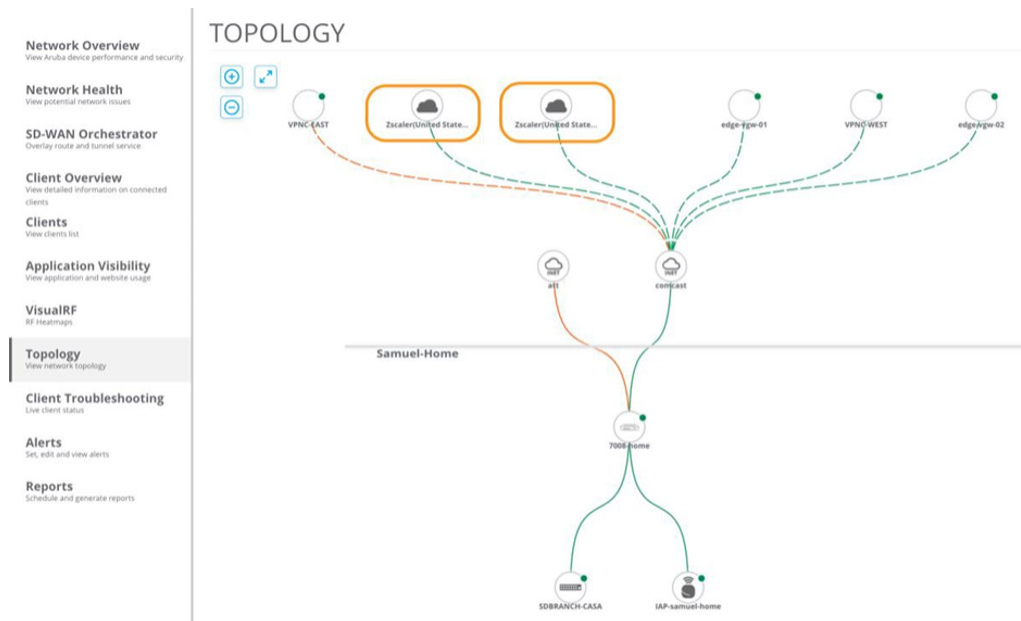 TOPOLOGY
Network Overview
View Aruba device performance and security
Network Health
View potential network issues
SD-WAN Orchestrator
Overlay route and tunnel service
Client Overview
View detailed information on connected
clients
Clients
View clients list
Application Visibility
View application and website usage
VisualRF
RF Heatmaps
Topology
View network topology
Client Troubleshooting
Live client status
Alerts
Set, edit and view alerts
Reports
Schedule and generate reports
VPNC-EAST
Zscaler(United State...
Zscaler(United State...
edge-vgw-01
VPNC-WEST
edge-vgw-02
INET
att
INET
comcast
Samuel-Home
7008-home
SDBRANCH-CASA
IAP-samuel-home